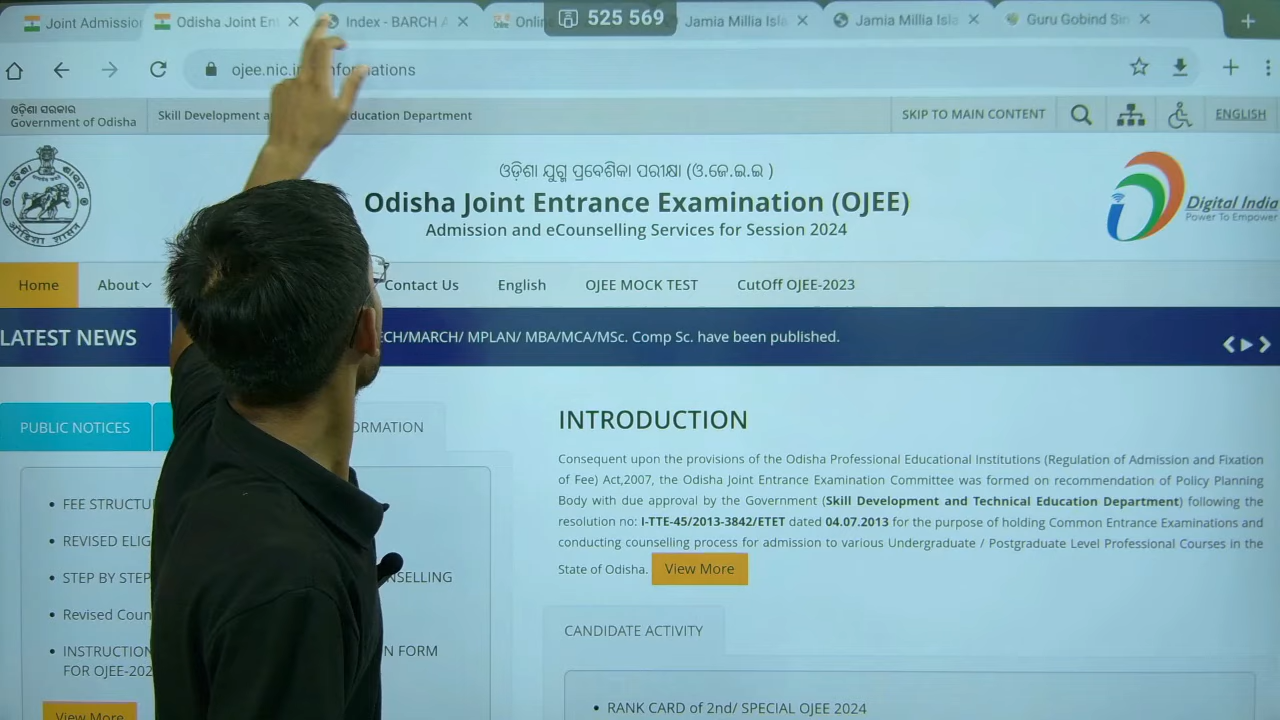 Joint Admission
Odisha Joint En
Index - BARCH A
Onlin
525 569
Jamia Millia Isla
Jamia Millia Isla
Guru Gobind Sin
ojee.nic.in
informations
ଓଡ଼ିଶା ସରକାର
Government of Odisha
Skill Development a
ducation Department
SKIP TO MAIN CONTENT
ENGLISH
ଓଡ଼ିଶା ଯୁଗ୍ମ ପ୍ରବେଶିକା ପରୀକ୍ଷା (ଓ.ଜେ.ଇ.ଇ )
Odisha Joint Entrance Examination (OJEE)
Admission and eCounselling Services for Session 2024
Digital India
Power To Empower
Home
About
Contact Us
English
OJEE MOCK TEST
CutOff OJEE-2023
LATEST NEWS
ECH/MARCH/ MPLAN/ MBA/MCA/MSc. Comp Sc. have been published.
PUBLIC NOTICES
ORMATION
FEE STRUCTU
REVISED ELIG
STEP BY STEP
NSELLING
Revised Coun
INSTRUCTION
N FORM
FOR OJEE-202
View More
INTRODUCTION
Consequent upon the provisions of the Odisha Professional Educational Institutions (Regulation of Admission and Fixation
of Fee) Act,2007, the Odisha Joint Entrance Examination Committee was formed on recommendation of Policy Planning
Body with due approval by the Government (Skill Development and Technical Education Department) following the
resolution no: I-TTE-45/2013-3842/ETET dated 04.07.2013 for the purpose of holding Common Entrance Examinations and
conducting counselling process for admission to various Undergraduate / Postgraduate Level Professional Courses in the
State of Odisha. View More
CANDIDATE ACTIVITY
RANK CARD of 2nd/ SPECIAL OJEE 2024